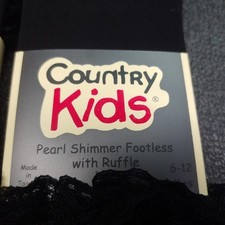 Country
Kids®
Pearl Shimmer Footless
with Ruffle
Made in
6-12